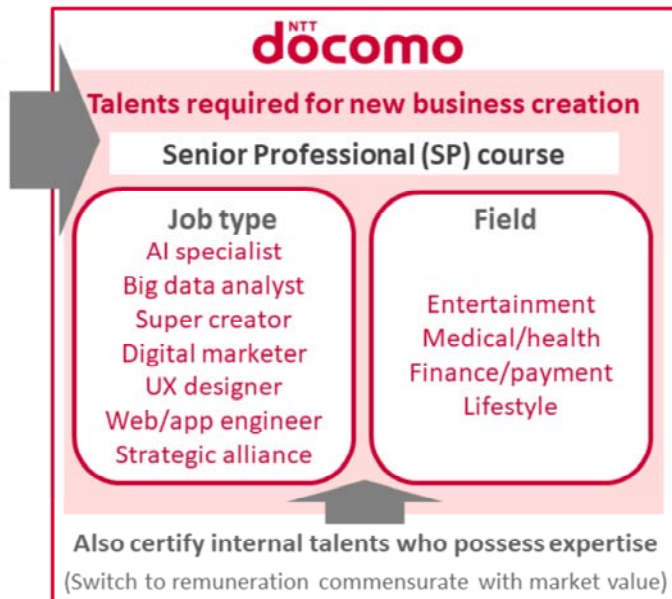 NTT
döcomo
Talents required for new business creation
Senior Professional (SP) course
Job type
AI specialist
Big data analyst
Super creator
Digital marketer
UX designer
Web/app engineer
Strategic alliance
Field
Entertainment
Medical/health
Finance/payment
Lifestyle
Also certify internal talents who possess expertise
(Switch to remuneration commensurate with market value)